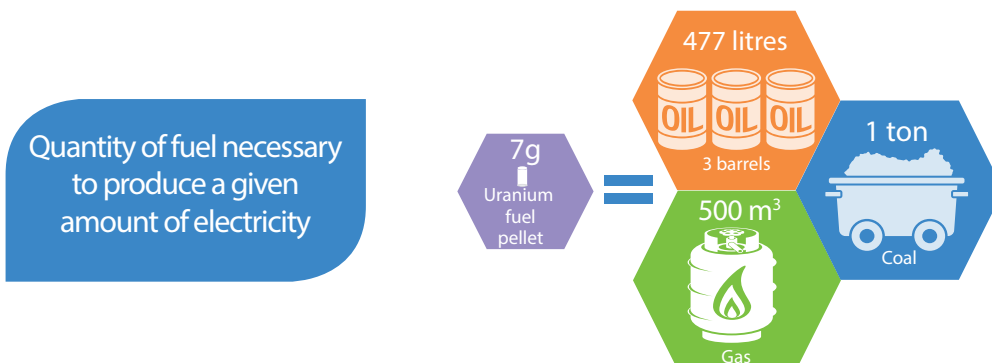 Quantity of fuel necessary
to produce a given
amount of electricity
7g
Uranium
fuel
pellet
477 litres
OIL OIL OIL
3 barrels
1 ton
Coal
500 m³
Gas